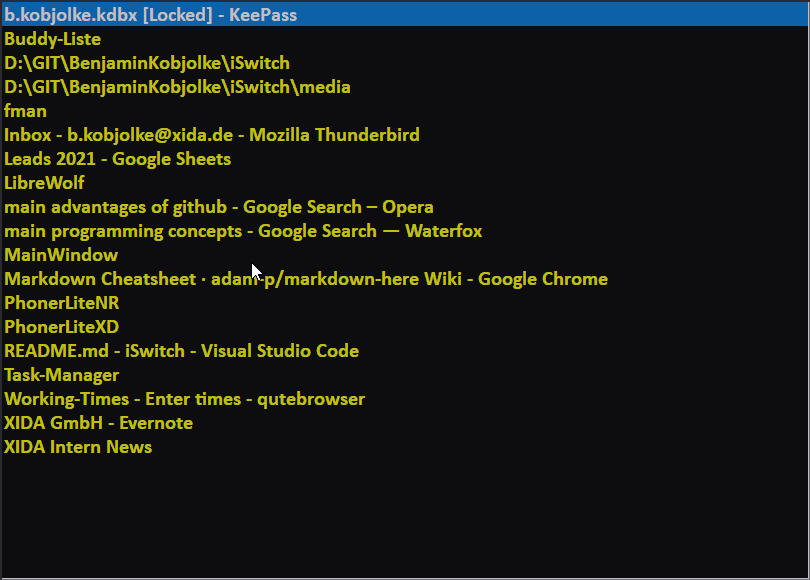 b.kobjolke.kdbx [Locked] - KeePass
Buddy-Liste
D:\GIT\BenjaminKobjolke\iSwitch
D:\GIT\BenjaminKobjolke\iSwitch\media
fman
Inbox - b.kobjolke@xida.de - Mozilla Thunderbird
Leads 2021 - Google Sheets
LibreWolf
main advantages of github - Google Search – Opera
main programming concepts - Google Search — Waterfox
MainWindow
Markdown Cheatsheet · adam-p/markdown-here Wiki - Google Chrome
PhonerLiteNR
PhonerLiteXD
README.md - iSwitch - Visual Studio Code
Task-Manager
Working-Times - Enter times - qutebrowser
XIDA GmbH - Evernote
XIDA Intern News